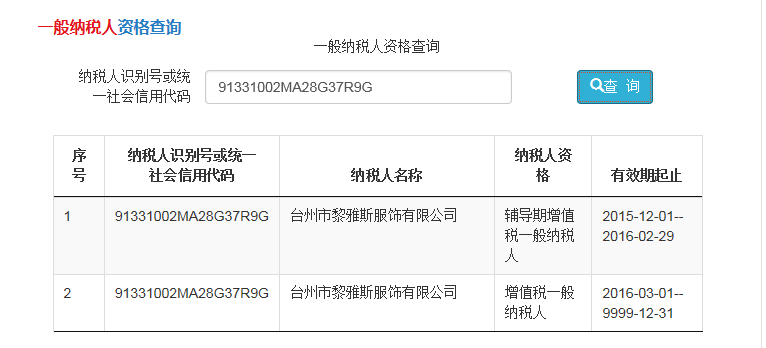 一般纳税人资格查询
一般纳税人资格查询
纳税人识别号或统
一社会信用代码
91331002MA28G37R9G
查 询
序
号
纳税人识别号或统一
社会信用代码
纳税人名称
纳税人资
格
有效期起止
1
91331002MA28G37R9G
台州市黎雅斯服饰有限公司
辅导期增值
税一般纳税
人
2015-12-01--
2016-02-29
2
91331002MA28G37R9G
台州市黎雅斯服饰有限公司
增值税一般
纳税人
2016-03-01--
9999-12-31